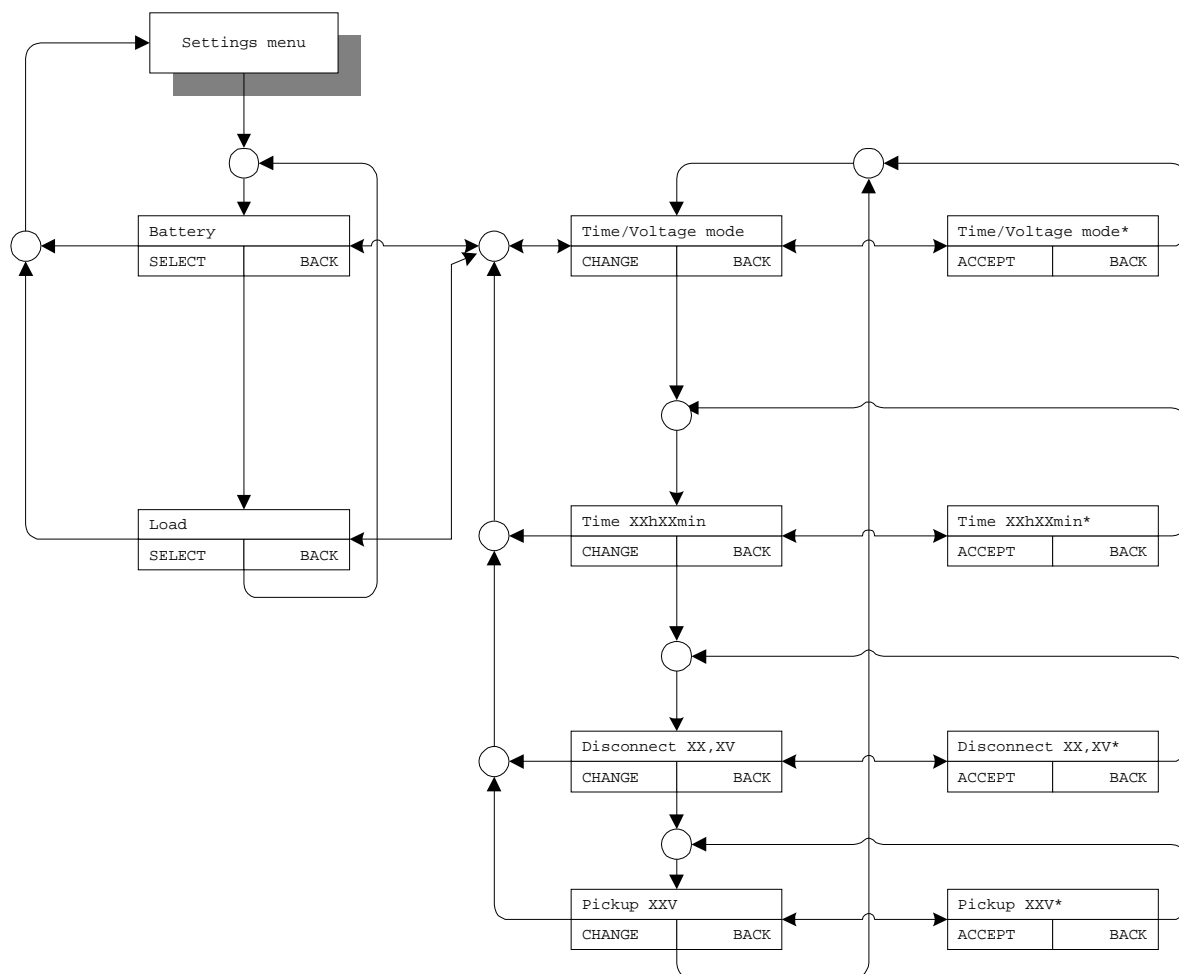 Settings menu
Battery
SELECT BACK
Time/Voltage mode
CHANGE BACK
Time/Voltage mode*
ACCEPT BACK
Load
SELECT BACK
Time XXhXXmin
CHANGE BACK
Time XXhXXmin*
ACCEPT BACK
Disconnect XX,XV
CHANGE BACK
Disconnect XX,XV*
ACCEPT BACK
Pickup XXV
CHANGE BACK
Pickup XXV*
ACCEPT BACK